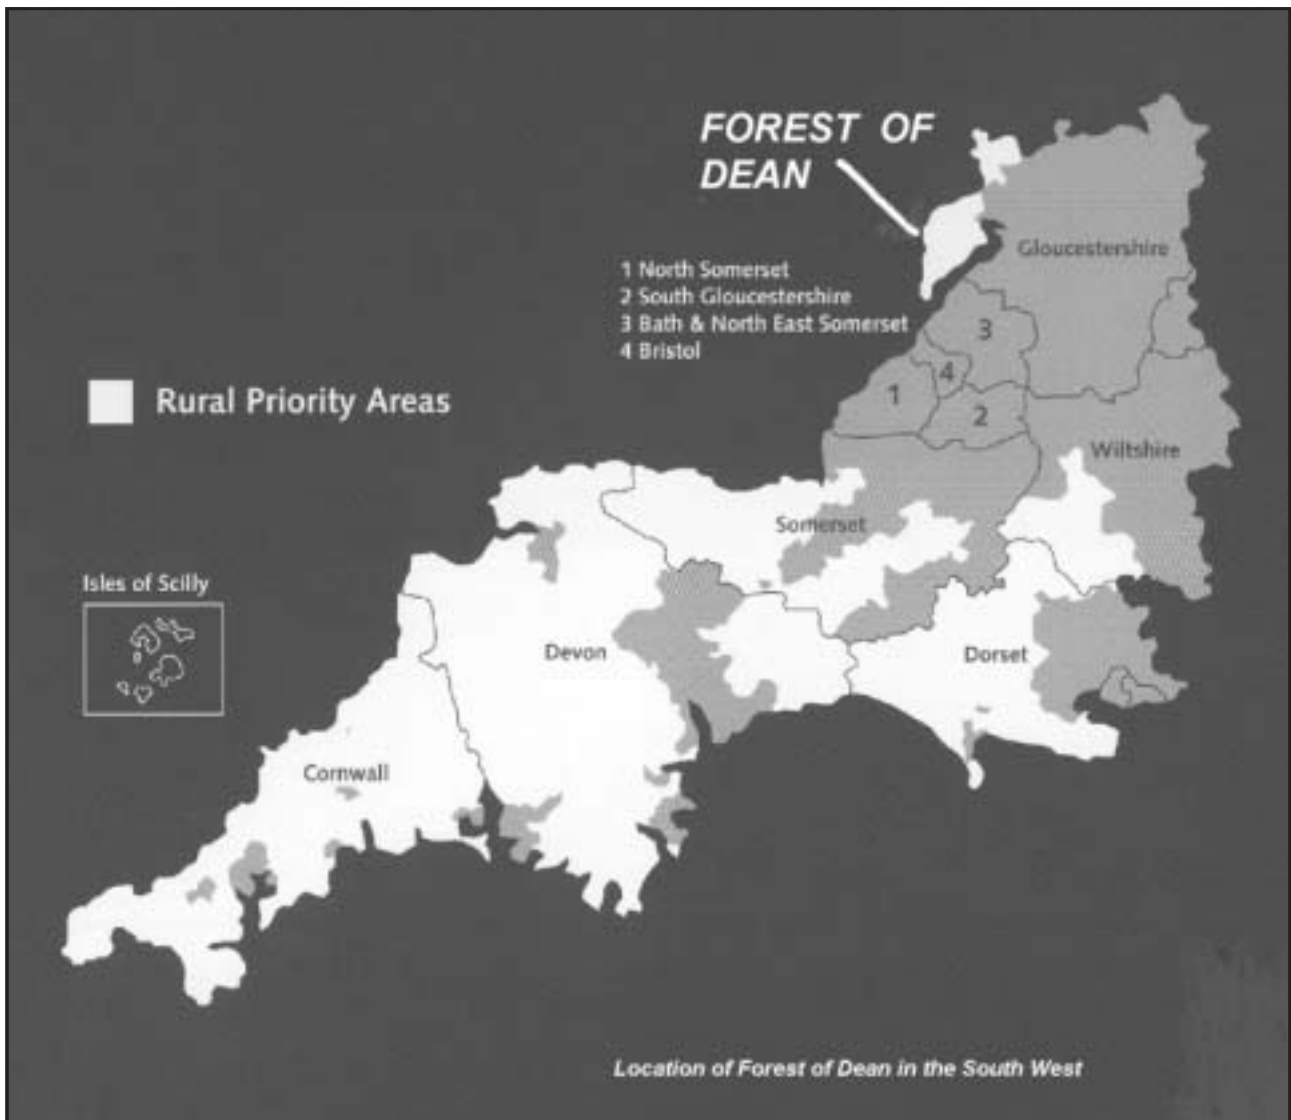 FOREST OF
DEAN
Gloucestershire
1 North Somerset
2 South Gloucestershire
3 Bath & North East Somerset
4 Bristol
3
4
1
2
Rural Priority Areas
Wiltshire
Somerset
Isles of Scilly
Devon
Dorset
Cornwall
Location of Forest of Dean in the South West